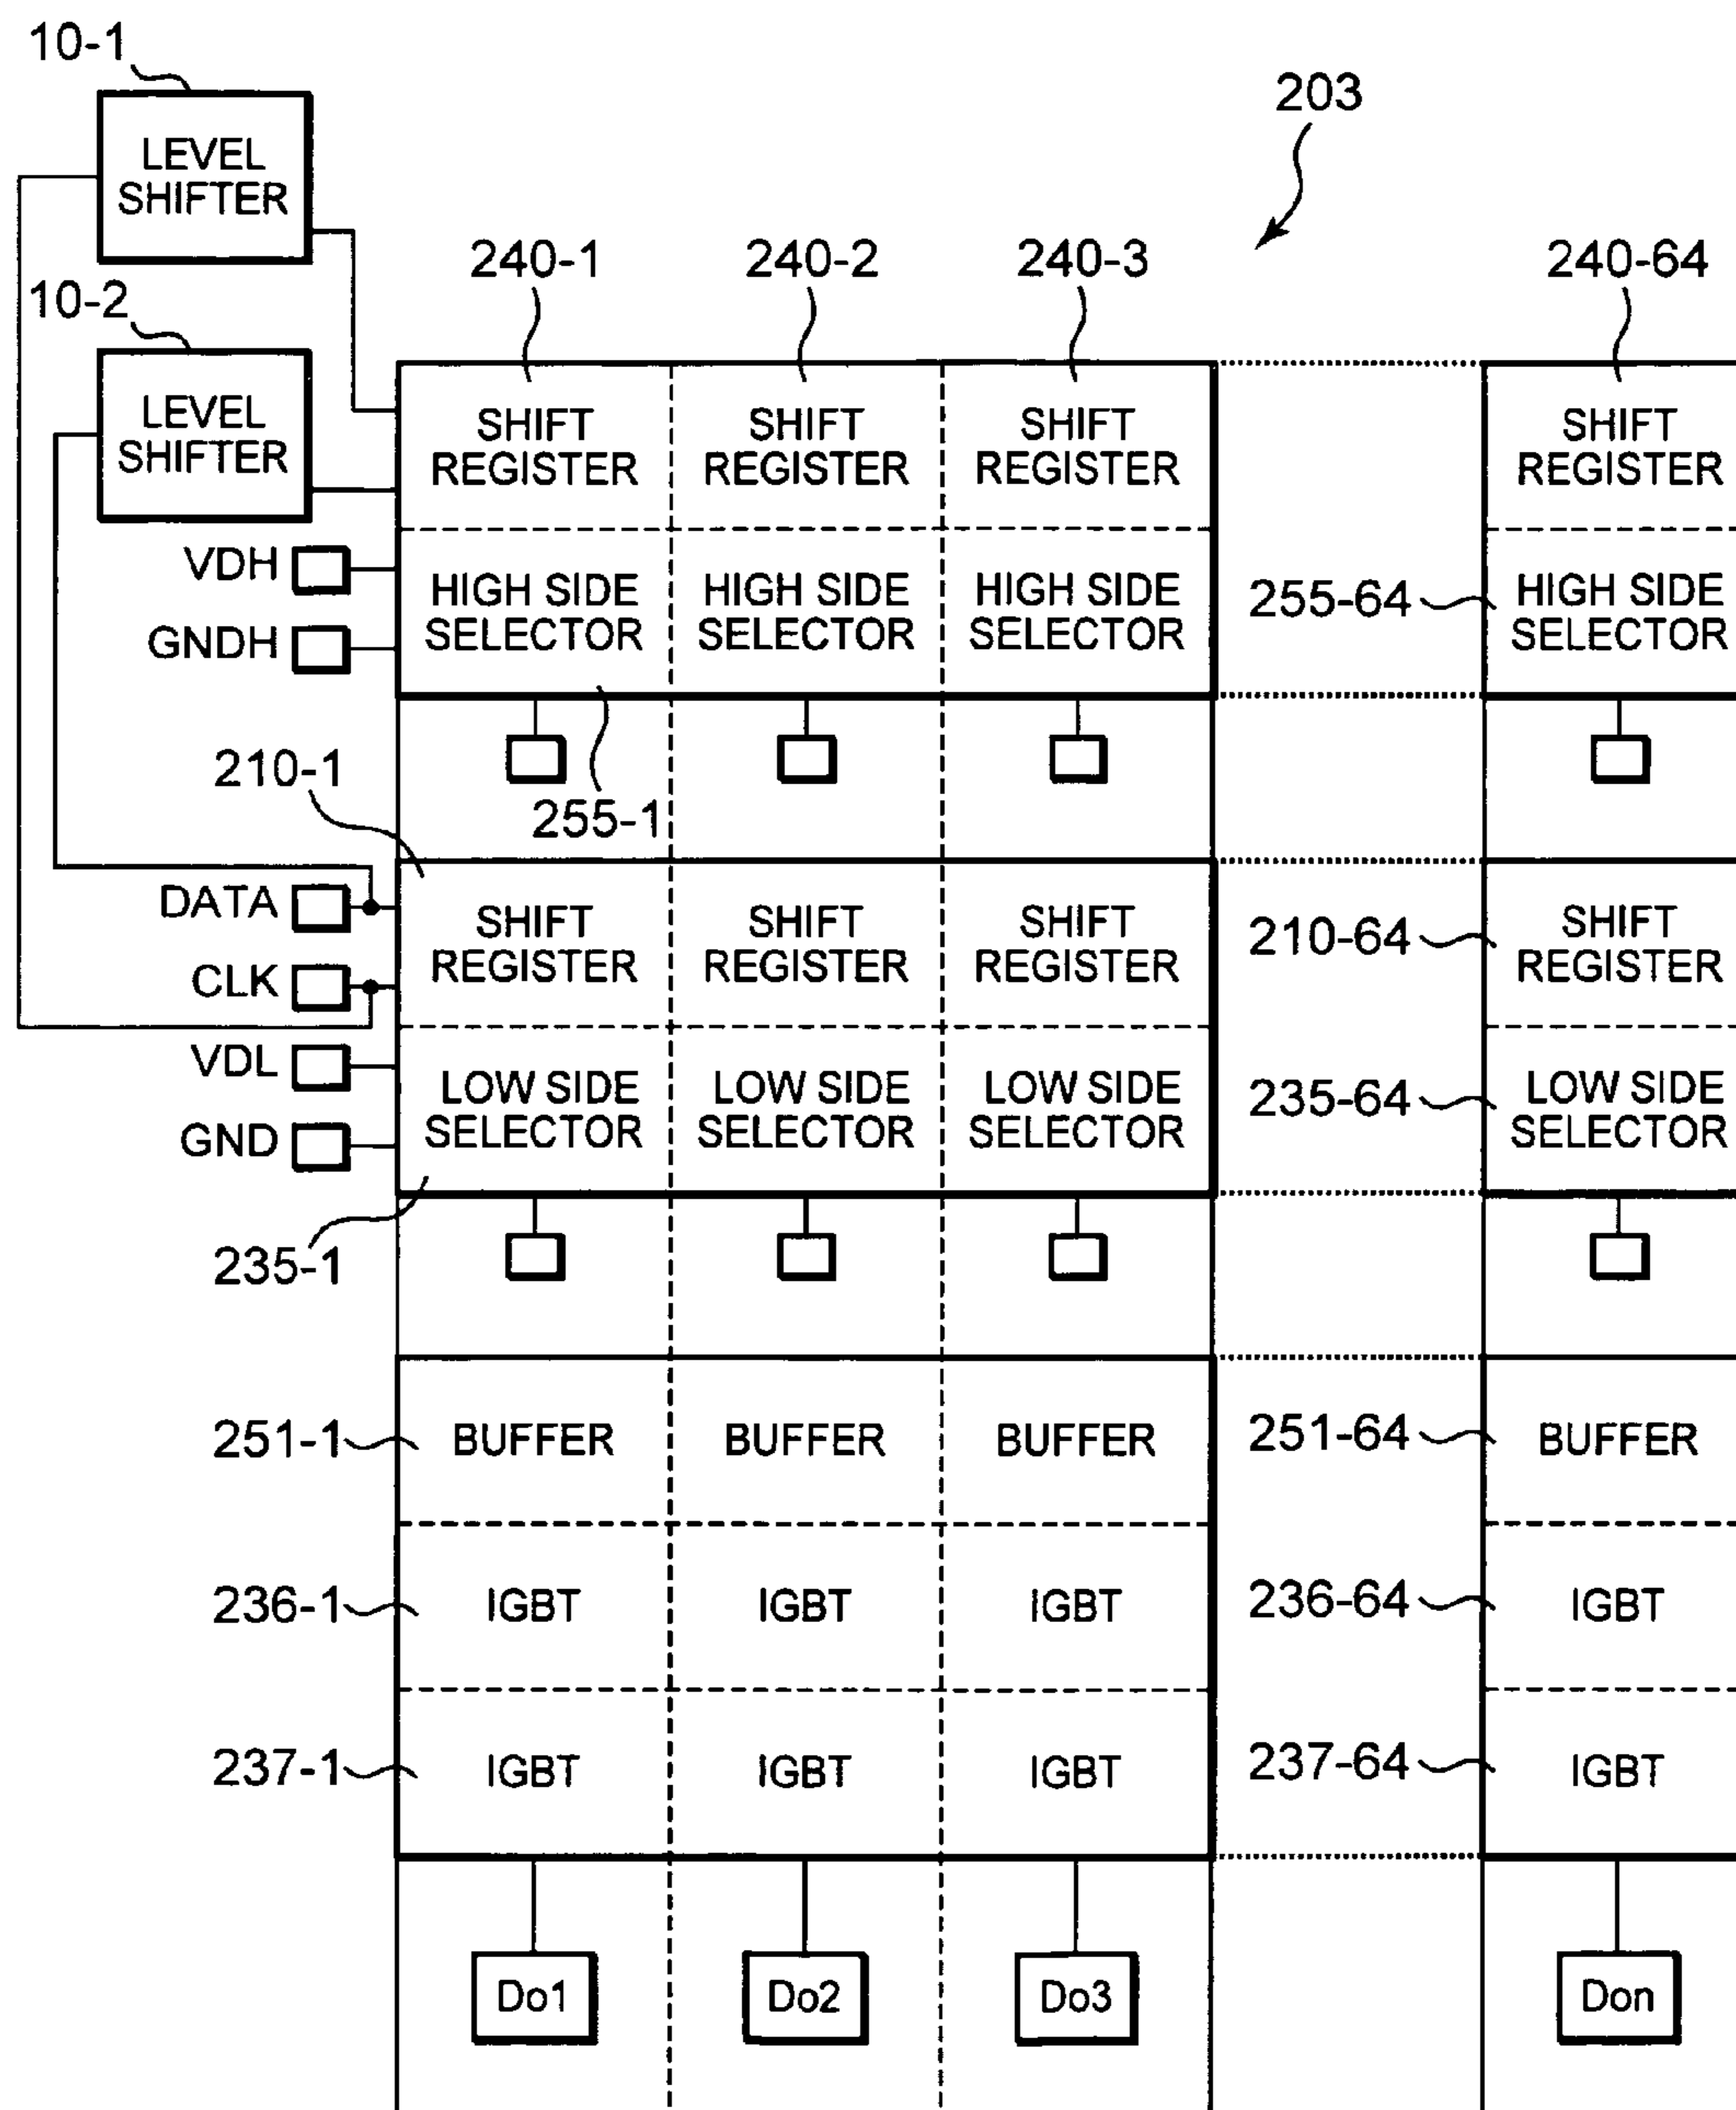 10-1
203
LEVEL
SHIFTER
240-1 240-2 240-3 240-64
10-2
LEVEL
SHIFTER
SHIFT
REGISTER
SHIFT
REGISTER
SHIFT
REGISTER
SHIFT
REGISTER
VDH
GNDH
HIGH SIDE
SELECTOR
HIGH SIDE
SELECTOR
HIGH SIDE
SELECTOR
255-64
HIGH SIDE
SELECTOR
210-1
255-1
DATA
CLK
SHIFT
REGISTER
SHIFT
REGISTER
SHIFT
REGISTER
210-64
SHIFT
REGISTER
VDL
GND
LOW SIDE
SELECTOR
LOW SIDE
SELECTOR
LOW SIDE
SELECTOR
235-64
LOW SIDE
SELECTOR
235-1
251-1 BUFFER BUFFER BUFFER 251-64 BUFFER
236-1 IGBT IGBT IGBT 236-64 IGBT
237-1 IGBT IGBT IGBT 237-64 IGBT
Do1 Do2 Do3 Don